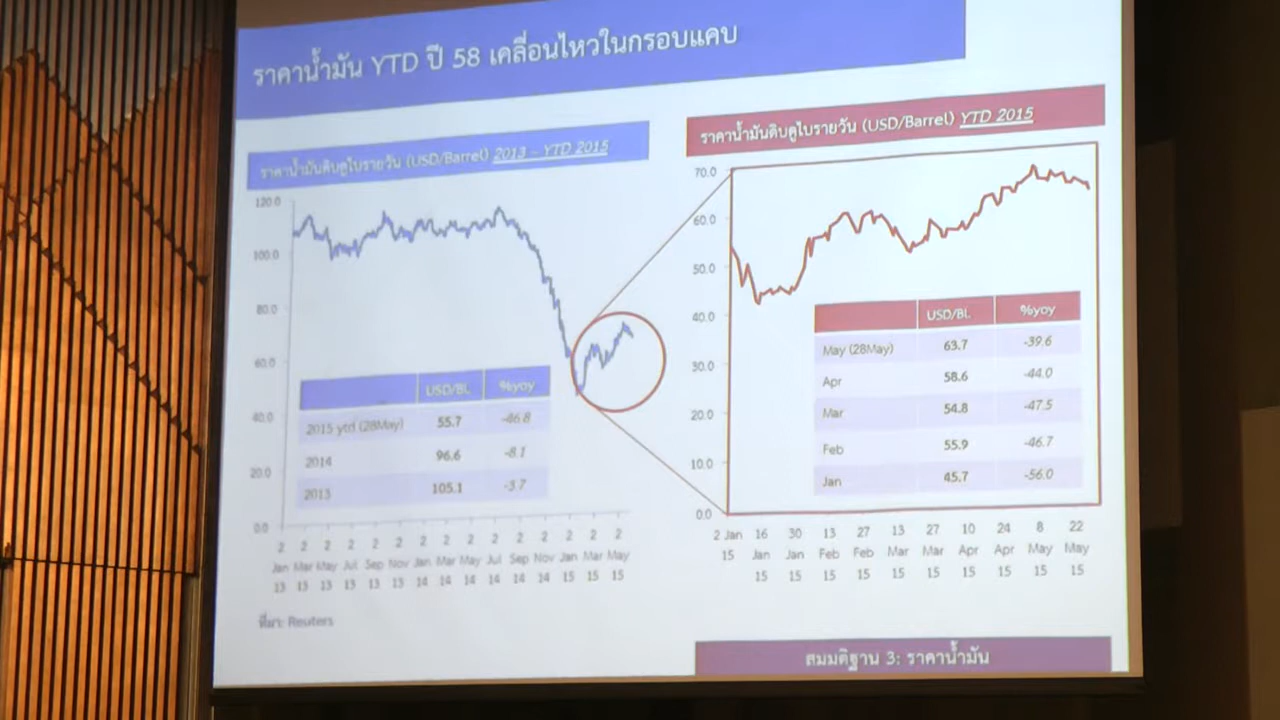 ราคาน้ำมัน YTD ปี 58 เคลื่อนไหวในกรอบแคบ
ราคาน้ำมันดิบดูไบรายวัน (USD/Barrel) 2013 – YTD 2015
120.0
100.0
80.0
60.0
40.0
20.0
0.0
USD/BL %yoy
2015 ytd (28May) 55.7 -46.8
2014 96.6 -8.1
2013 105.1 -3.7
2 2 2 2 2 2 2 2 2 2 2 2 2 2 2
Jan Mar May Jul Sep Nov Jan Mar May Jul Sep Nov Jan Mar May
13 13 13 13 13 13 14 14 14 14 14 14 15 15 15
ที่มา: Reuters
ราคาน้ำมันดิบดูไบรายวัน (USD/Barrel) YTD 2015
70.0
60.0
50.0
40.0
30.0
20.0
10.0
0.0
USD/BL %yoy
May (28May) 63.7 -39.6
Apr 58.6 -44.0
Mar 54.8 -47.5
Feb 55.9 -46.7
Jan 45.7 -56.0
2 Jan 16 30 13 27 13 27 10 24 8 22
15 Jan Jan Feb Feb Mar Mar Apr Apr May May
15 15 15 15 15 15 15 15 15 15
สมมติฐาน 3: ราคาน้ำมัน